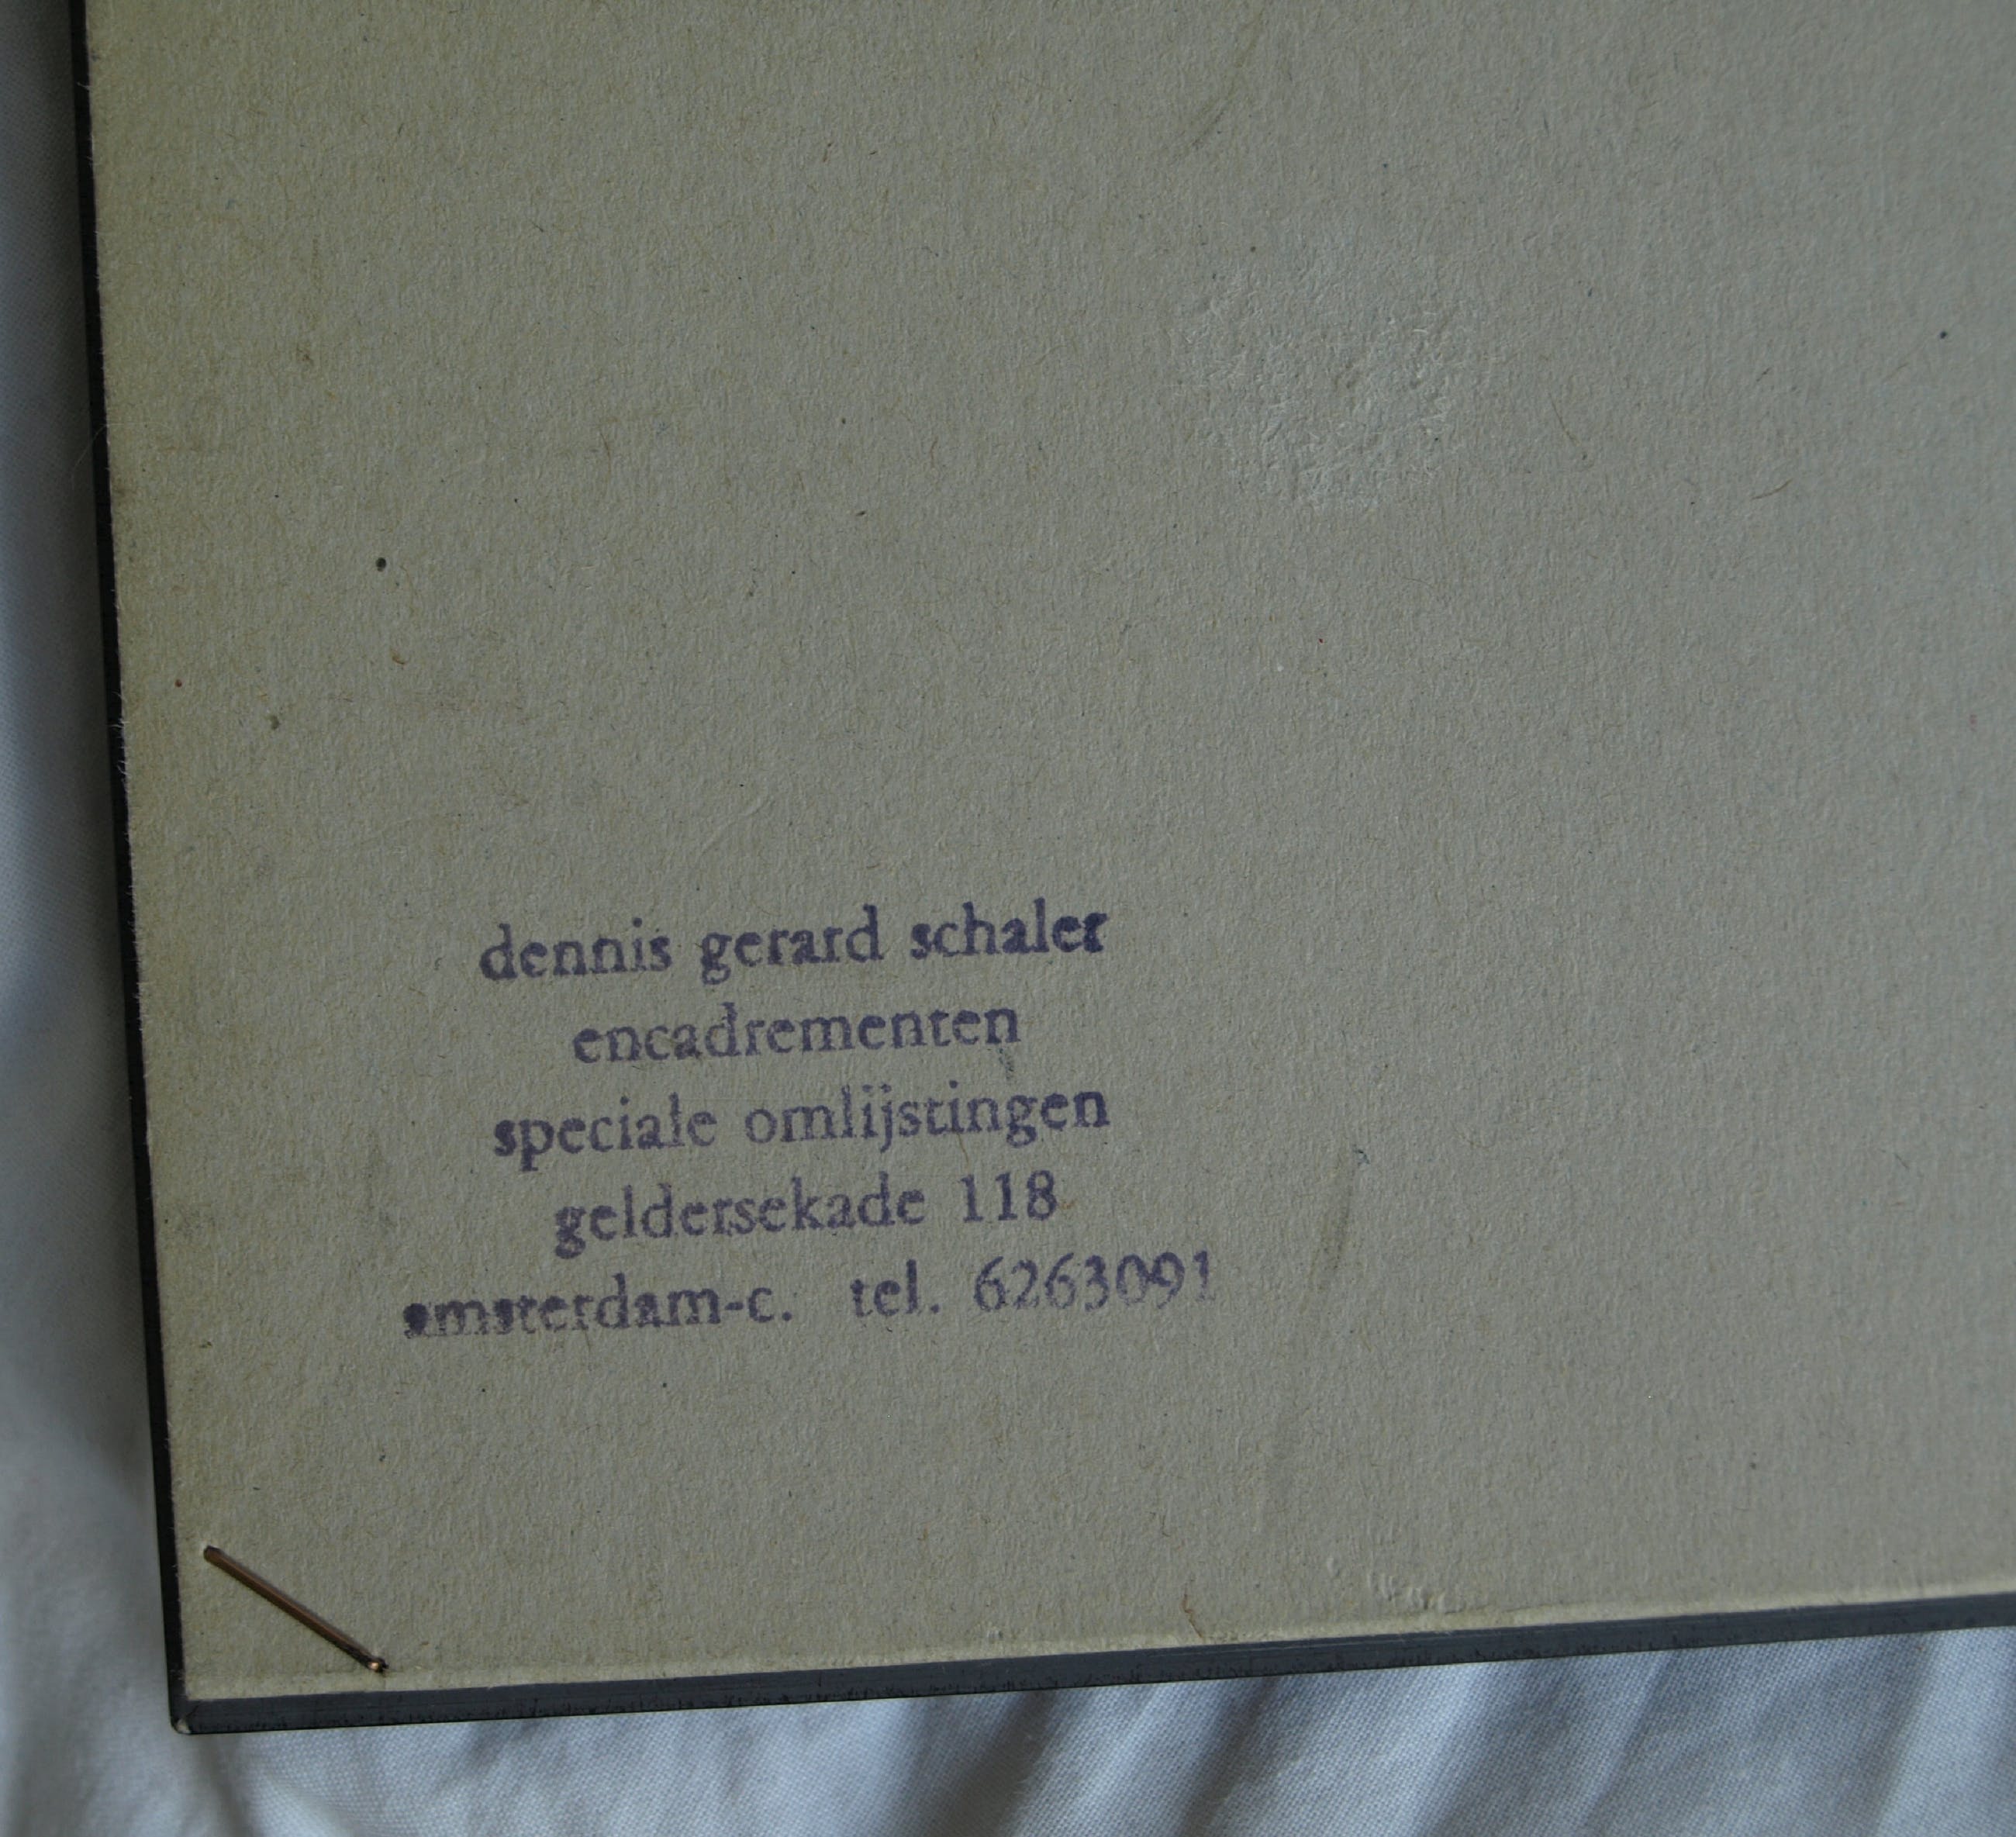 dennis gerard schaler
encadrementen
speciale omlijstingen
geldersekade 118
amsterdam-c. tel. 6263091